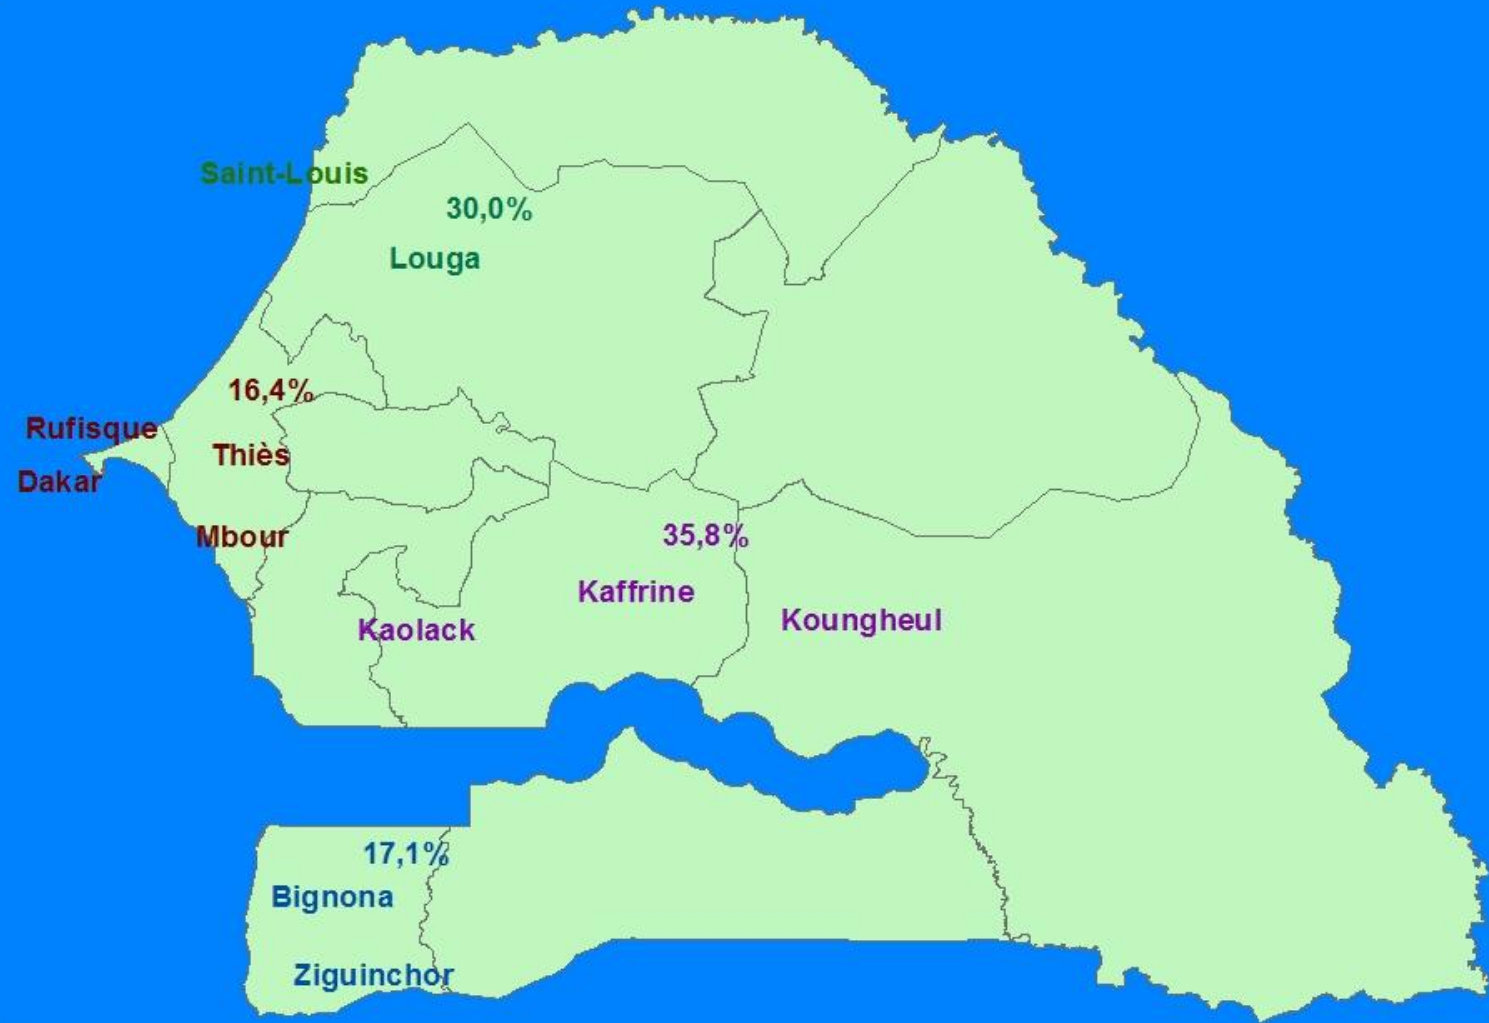 Saint-Louis
30,0%
Louga
16,4%
Rufisque
Thiès
Dakar
Mbour
35,8%
Kaffrine
Koungheul
Kaolack
17,1%
Bignona
Ziguinchor